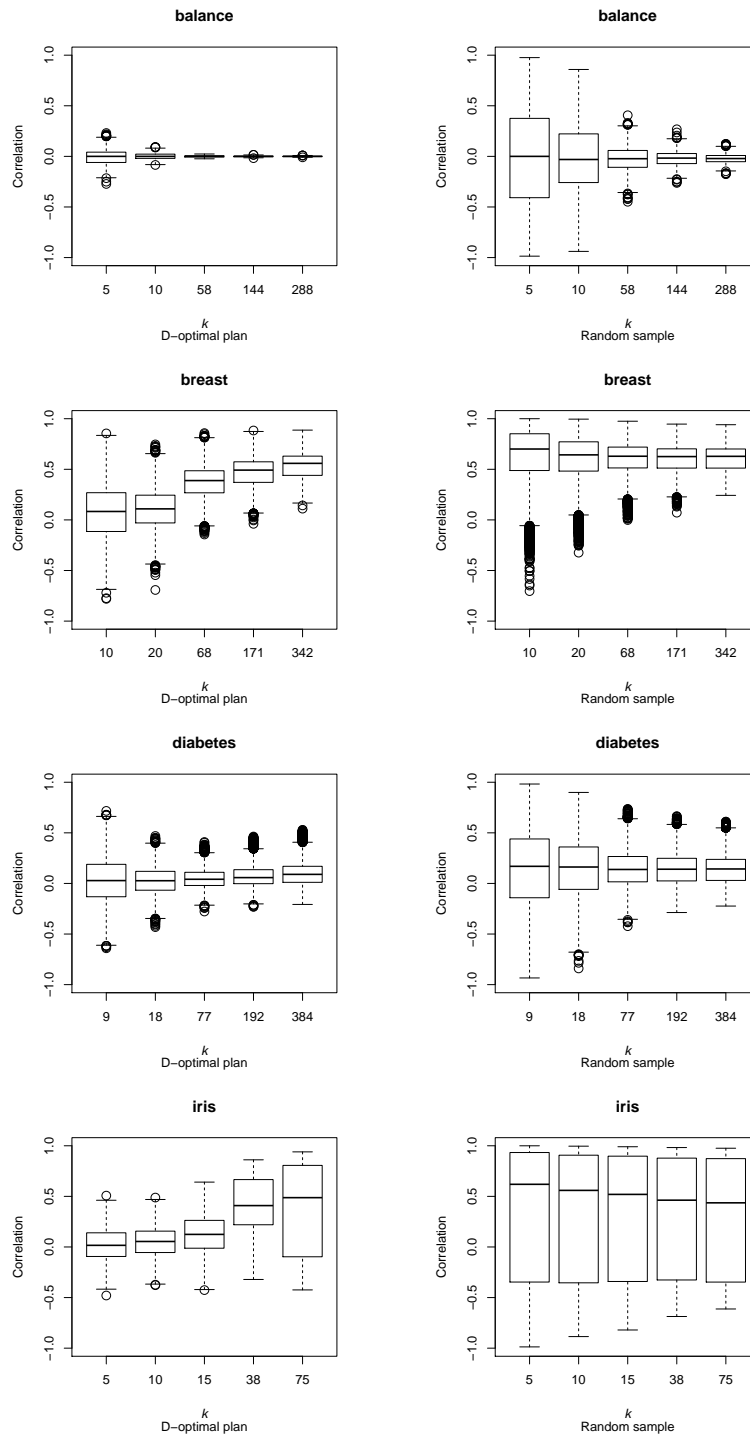 balance
1.0
0.5
0.0
−0.5
−1.0
Correlation
5 10 58 144 288
k
D−optimal plan
balance
1.0
0.5
0.0
−0.5
−1.0
Correlation
5 10 58 144 288
k
Random sample
breast
1.0
0.5
0.0
−0.5
−1.0
Correlation
10 20 68 171 342
k
D−optimal plan
breast
1.0
0.5
0.0
−0.5
−1.0
Correlation
10 20 68 171 342
k
Random sample
diabetes
1.0
0.5
0.0
−0.5
−1.0
Correlation
9 18 77 192 384
k
D−optimal plan
diabetes
1.0
0.5
0.0
−0.5
−1.0
Correlation
9 18 77 192 384
k
Random sample
iris
1.0
0.5
0.0
−0.5
−1.0
Correlation
5 10 15 38 75
k
D−optimal plan
iris
1.0
0.5
0.0
−0.5
−1.0
Correlation
5 10 15 38 75
k
Random sample